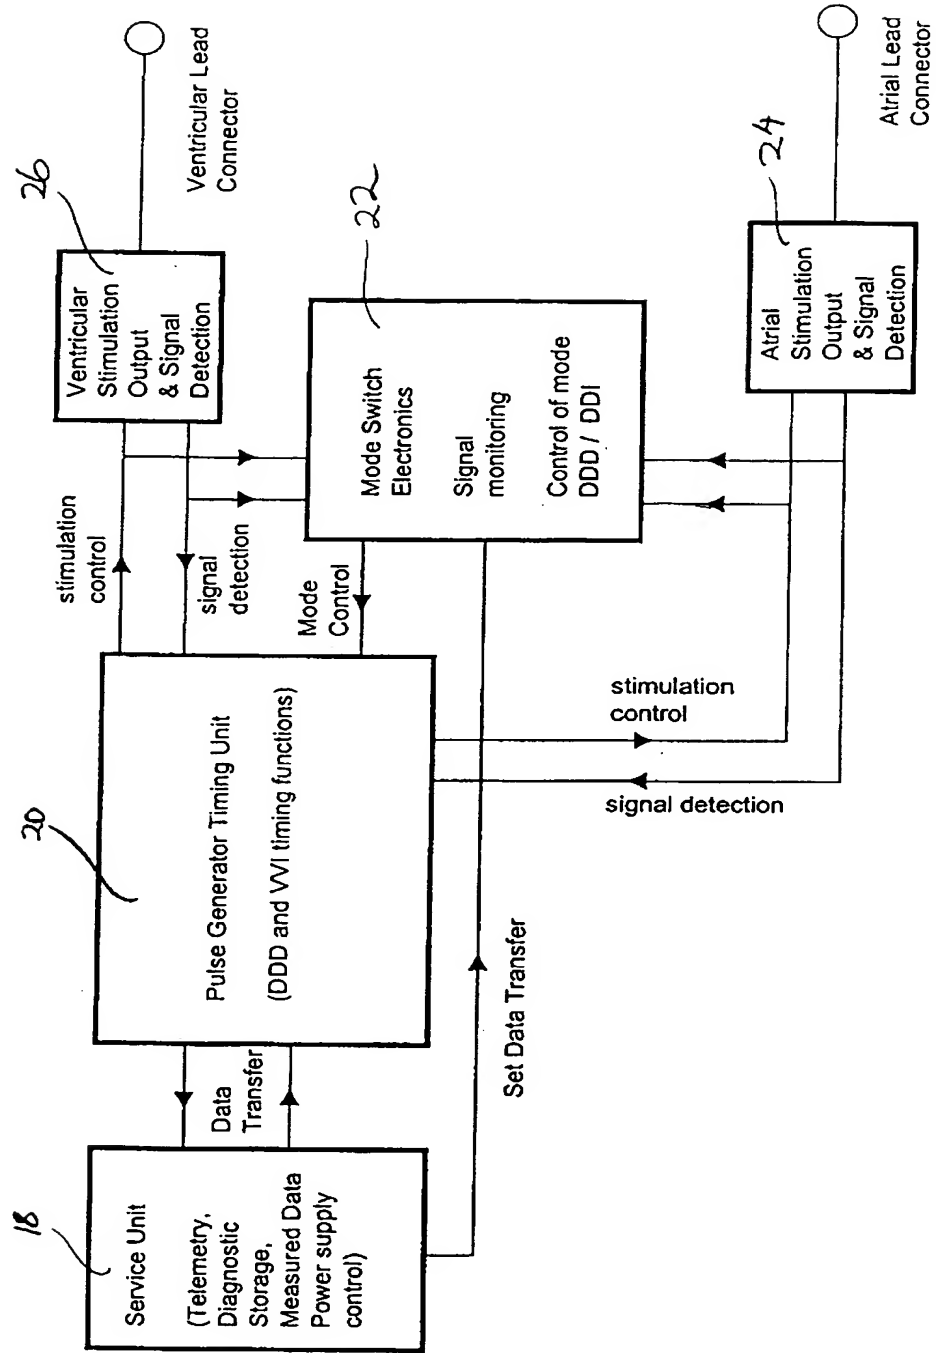 18
Service Unit
(Telemetry,
Diagnostic
Storage,
Measured Data
Power supply
control)
Data
Transfer
Set Data Transfer
20
Pulse Generator Timing Unit
(DDD and VVI timing functions)
stimulation
control
signal
detection
Mode
Control
stimulation
control
signal detection
22
Mode Switch
Electronics
Signal
monitoring
Control of mode
DDD / DDI
26
Ventricular
Stimulation
Output
& Signal
Detection
Ventricular Lead
Connector
24
Atrial
Stimulation
Output
& Signal
Detection
Atrial Lead
Connector